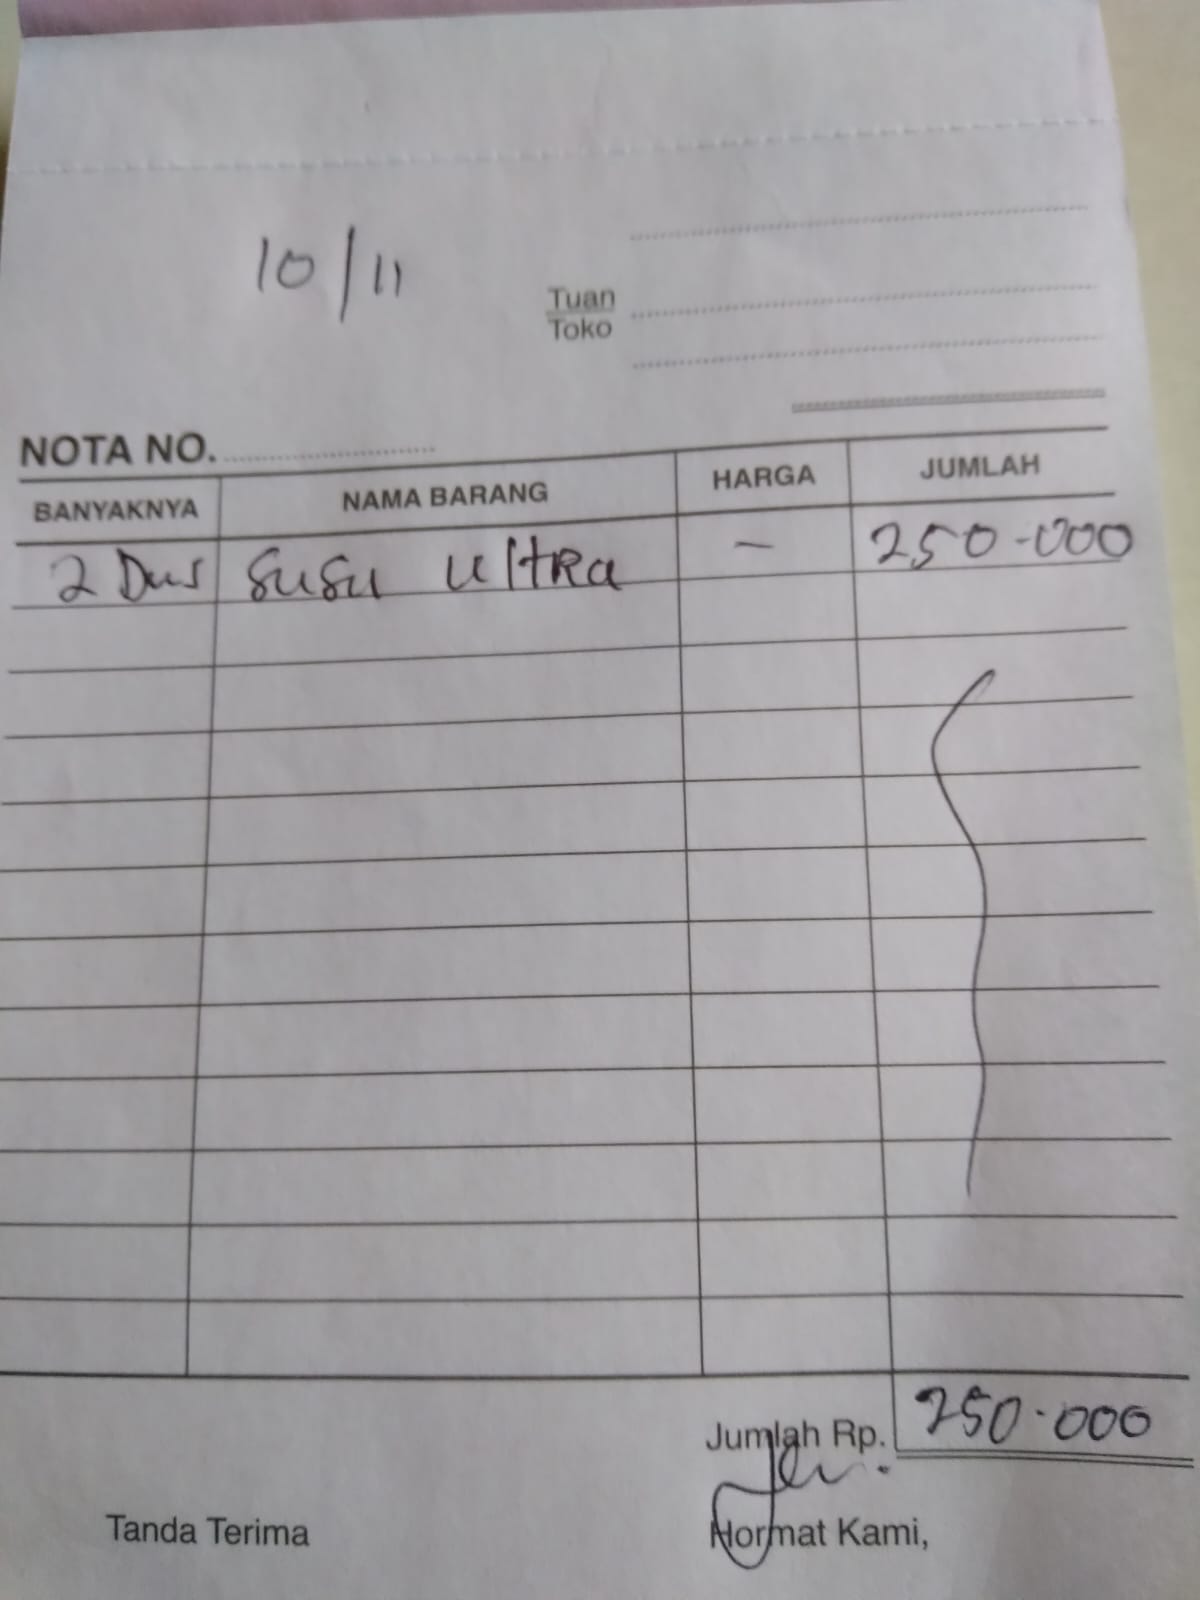 10/11
Tuan
Toko
NOTA NO.
BANYAKNYA NAMA BARANG HARGA JUMLAH
2 Dus Susu Ultra - 250.000
Jumlah Rp. 250.000
Tanda Terima Hormat Kami,